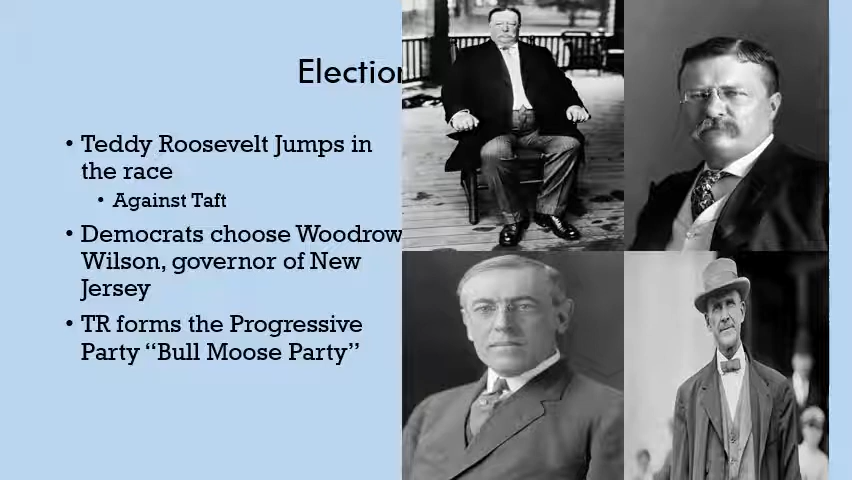 Election
• Teddy Roosevelt Jumps in
the race
• Against Taft
• Democrats choose Woodrow
Wilson, governor of New
Jersey
• TR forms the Progressive
Party “Bull Moose Party”